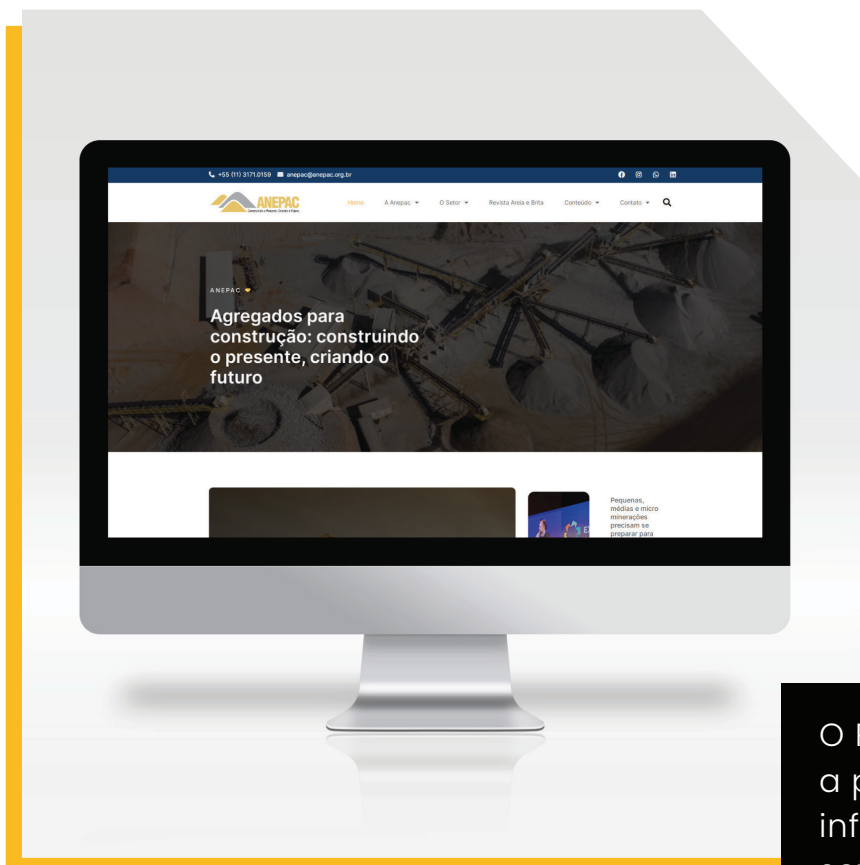 +55 (11) 3171.0159 anepac@anepac.org.br
ANEPAC
Home A Anepac O Setor Revista Areia e Brita Conteúdo Contato
ANEPAC
Agregados para
construção: construindo
o presente, criando o
futuro
Pequenas,
médias e micro
minerações
precisam se
preparar para
O
a
inf